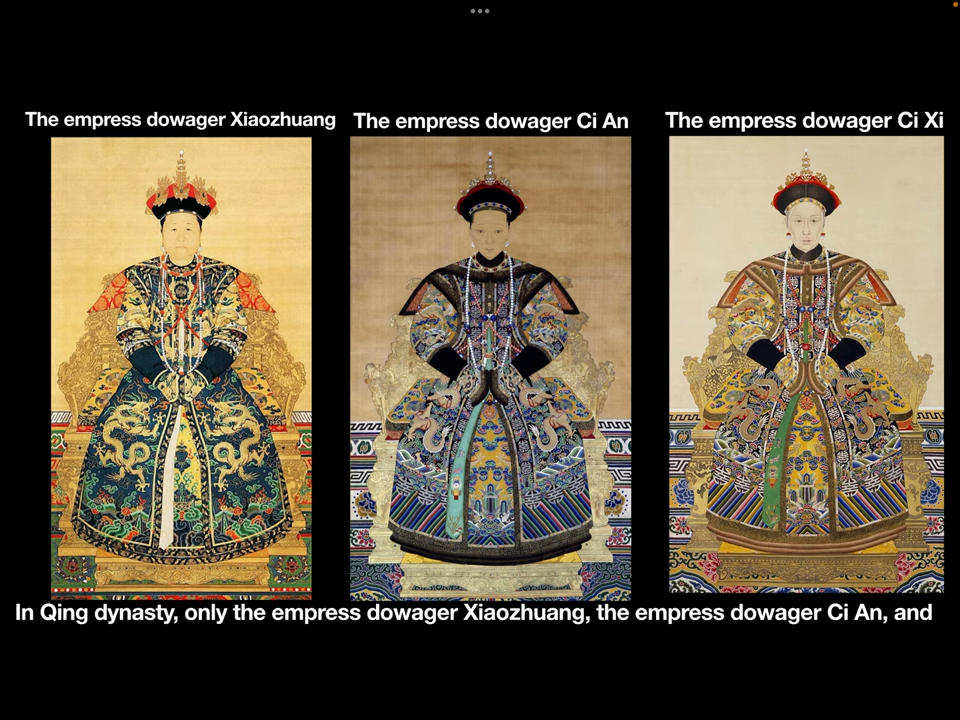 The empress dowager Xiaozhuang
The empress dowager Ci An
The empress dowager Ci Xi
In Qing dynasty, only the empress dowager Xiaozhuang, the empress dowager Ci An, and